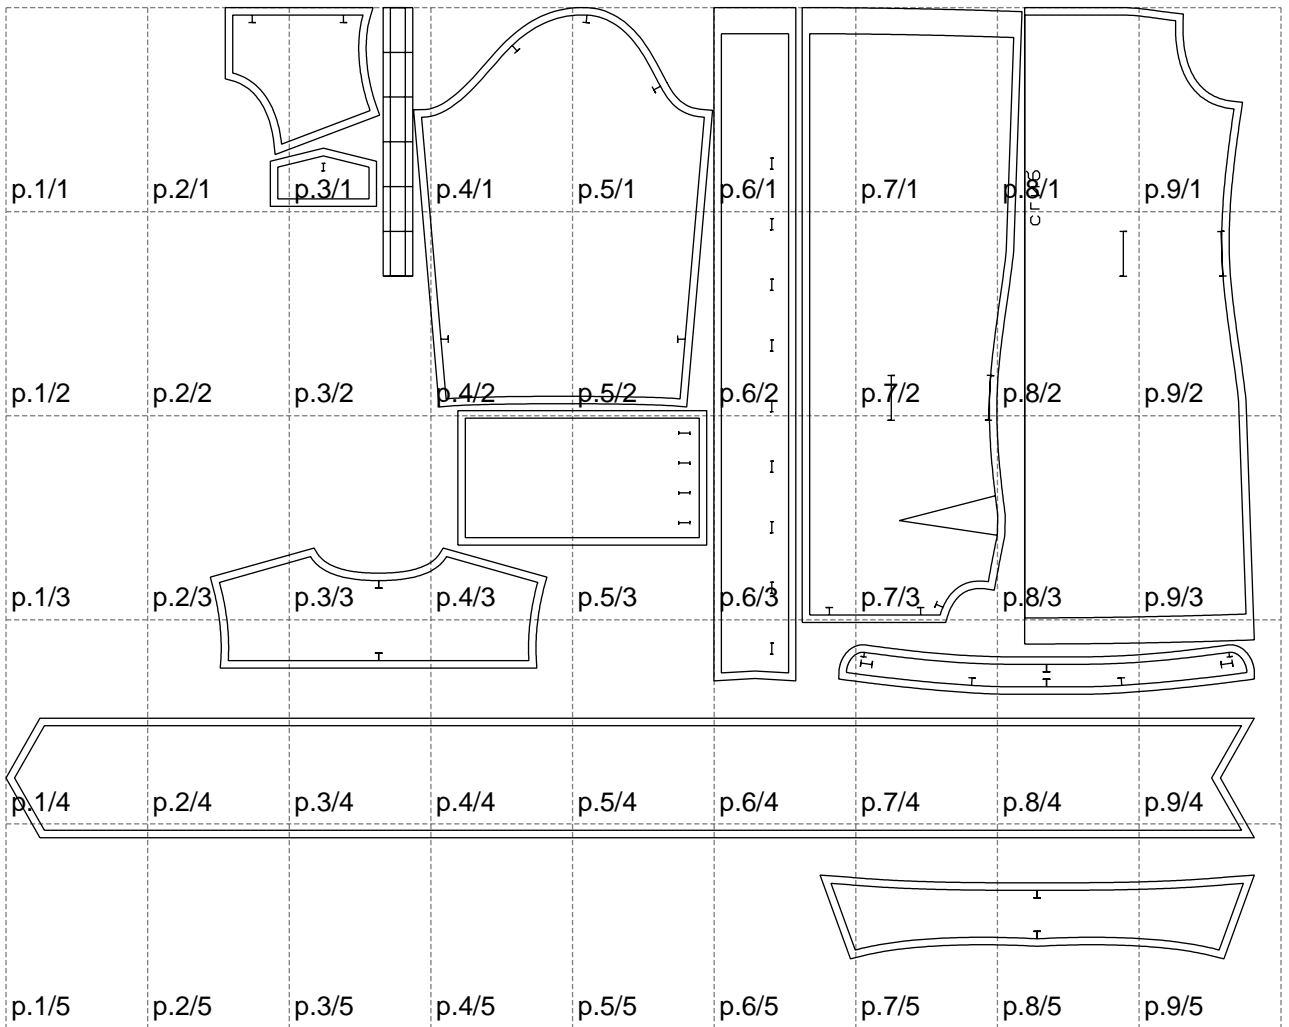 p.1/1 p.2/1 p.3/1 p.4/1 p.5/1 p.6/1 p.7/1 p.8/1 p.9/1
сгиб
p.1/2 p.2/2 p.3/2 p.4/2 p.5/2 p.6/2 p.7/2 p.8/2 p.9/2
p.1/3 p.2/3 p.3/3 p.4/3 p.5/3 p.6/3 p.7/3 p.8/3 p.9/3
p.1/4 p.2/4 p.3/4 p.4/4 p.5/4 p.6/4 p.7/4 p.8/4 p.9/4
p.1/5 p.2/5 p.3/5 p.4/5 p.5/5 p.6/5 p.7/5 p.8/5 p.9/5